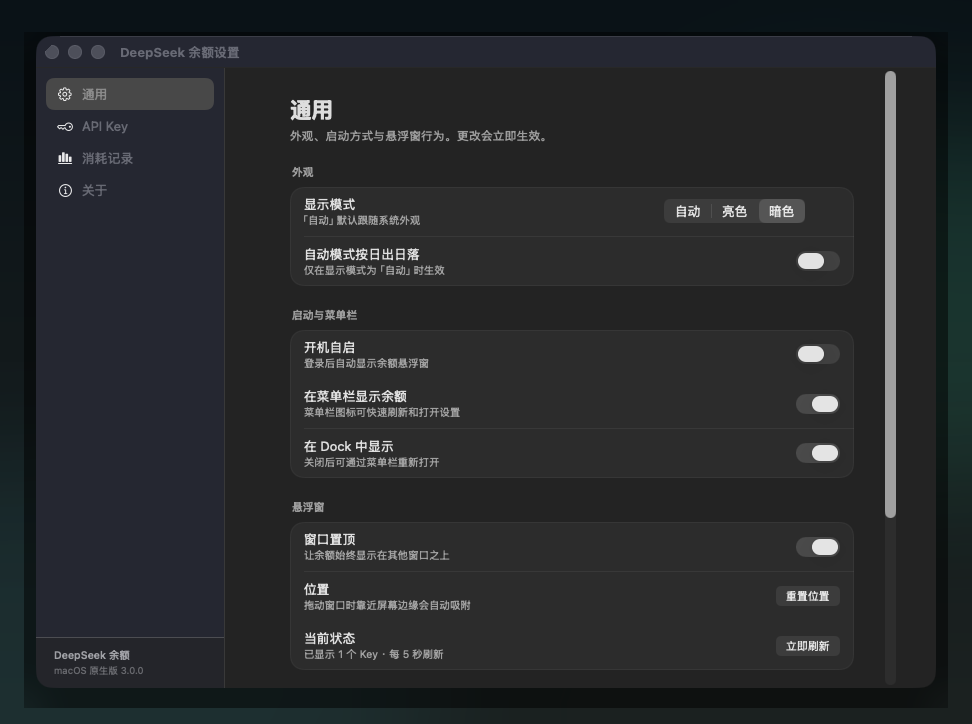 DeepSeek 余额设置
通用
API Key
消耗记录
关于
通用
外观、启动方式与悬浮窗行为。更改会立即生效。
外观
显示模式
「自动」默认跟随系统外观
自动 亮色 暗色
自动模式按日出日落
仅在显示模式为「自动」时生效
启动与菜单栏
开机自启
登录后自动显示余额悬浮窗
在菜单栏显示余额
菜单栏图标可快速刷新和打开设置
在 Dock 中显示
关闭后可通过菜单栏重新打开
悬浮窗
窗口置顶
让余额始终显示在其他窗口之上
位置
拖动窗口时靠近屏幕边缘会自动吸附
重置位置
当前状态
已显示 1 个 Key · 每 5 秒刷新
立即刷新
DeepSeek 余额
macOS 原生版 3.0.0